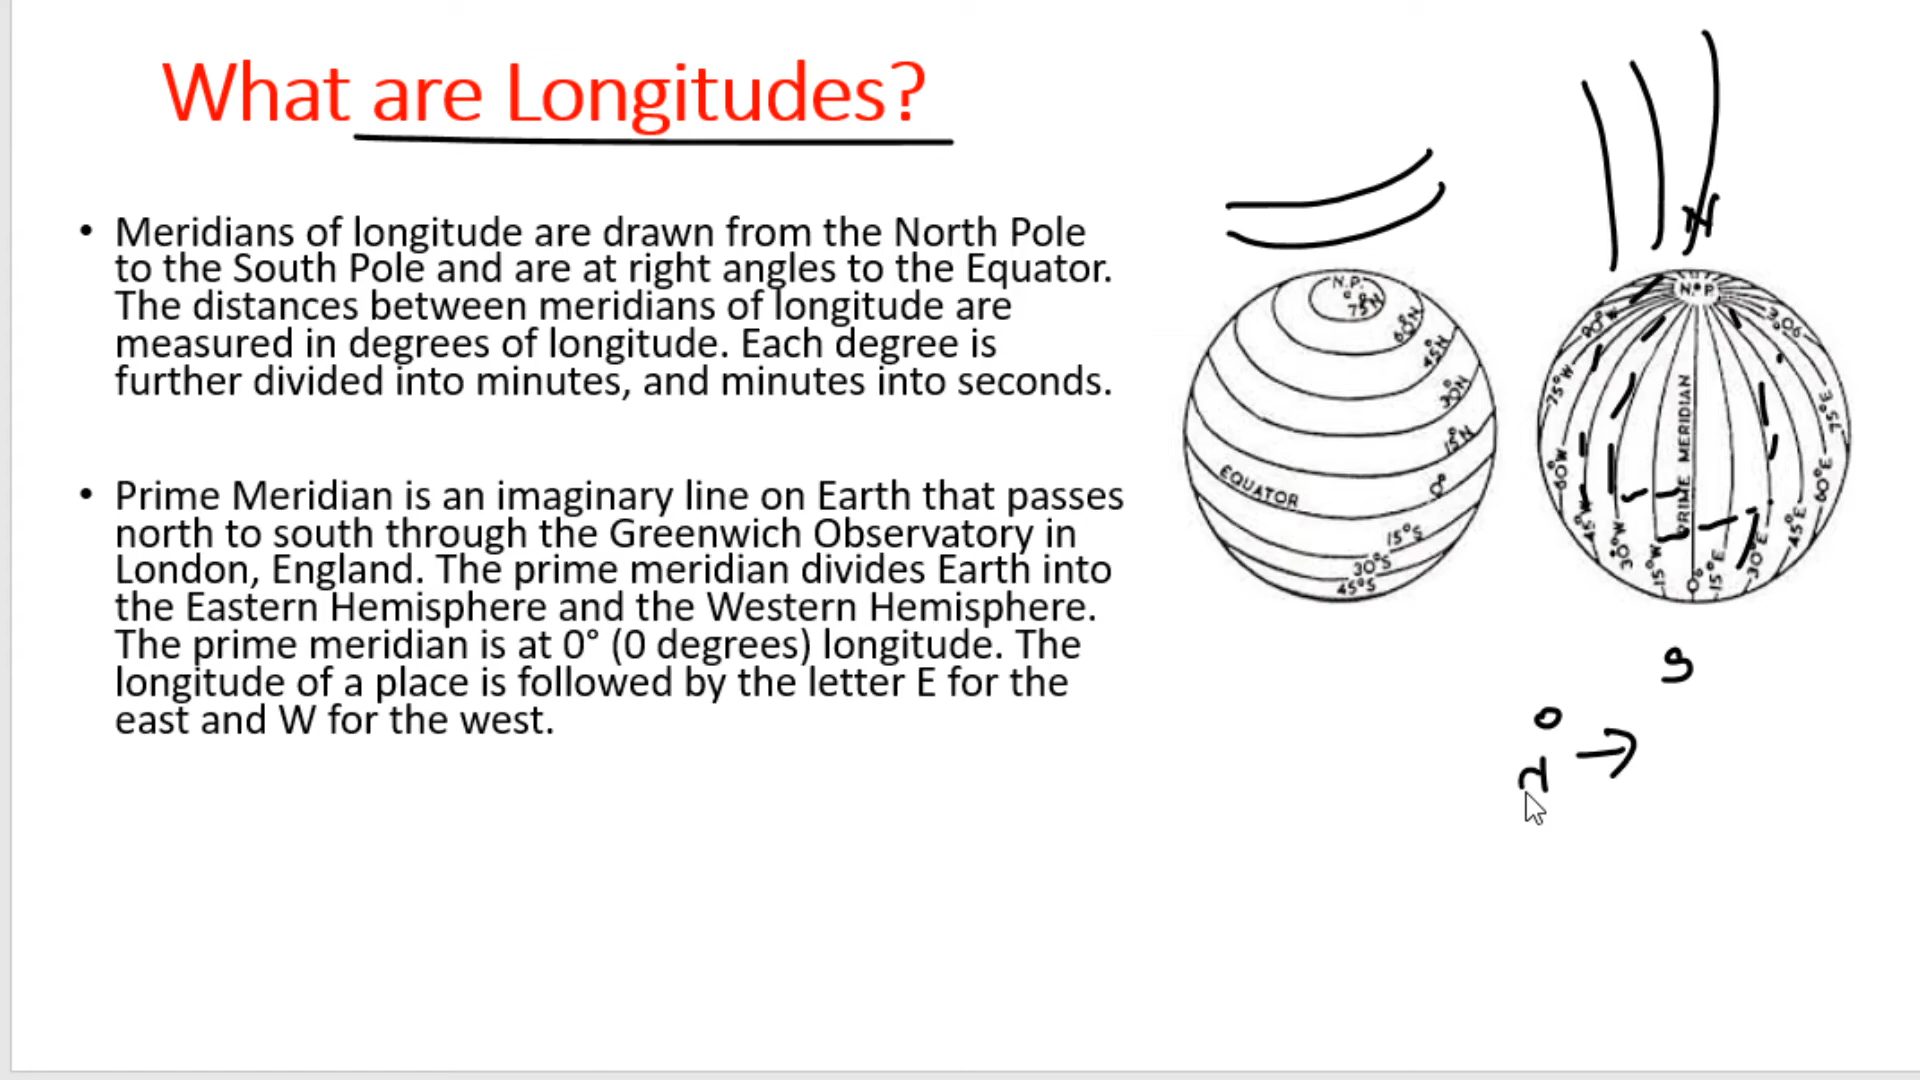 What are Longitudes?
• Meridians of longitude are drawn from the North Pole
to the South Pole and are at right angles to the Equator.
The distances between meridians of longitude are
measured in degrees of longitude. Each degree is
further divided into minutes, and minutes into seconds.
• Prime Meridian is an imaginary line on Earth that passes
north to south through the Greenwich Observatory in
London, England. The prime meridian divides Earth into
the Eastern Hemisphere and the Western Hemisphere.
The prime meridian is at 0° (0 degrees) longitude. The
longitude of a place is followed by the letter E for the
east and W for the west.
N.P.
75°N
60°N
45°N
30°N
15°N
0°
EQUATOR
15°S
30°S
45°S
N
N.P.
90°W
75°W
60°W
45°W
30°W
15°W
0°
15°E
30°E
45°E
60°E
75°E
90°E
PRIME MERIDIAN
S